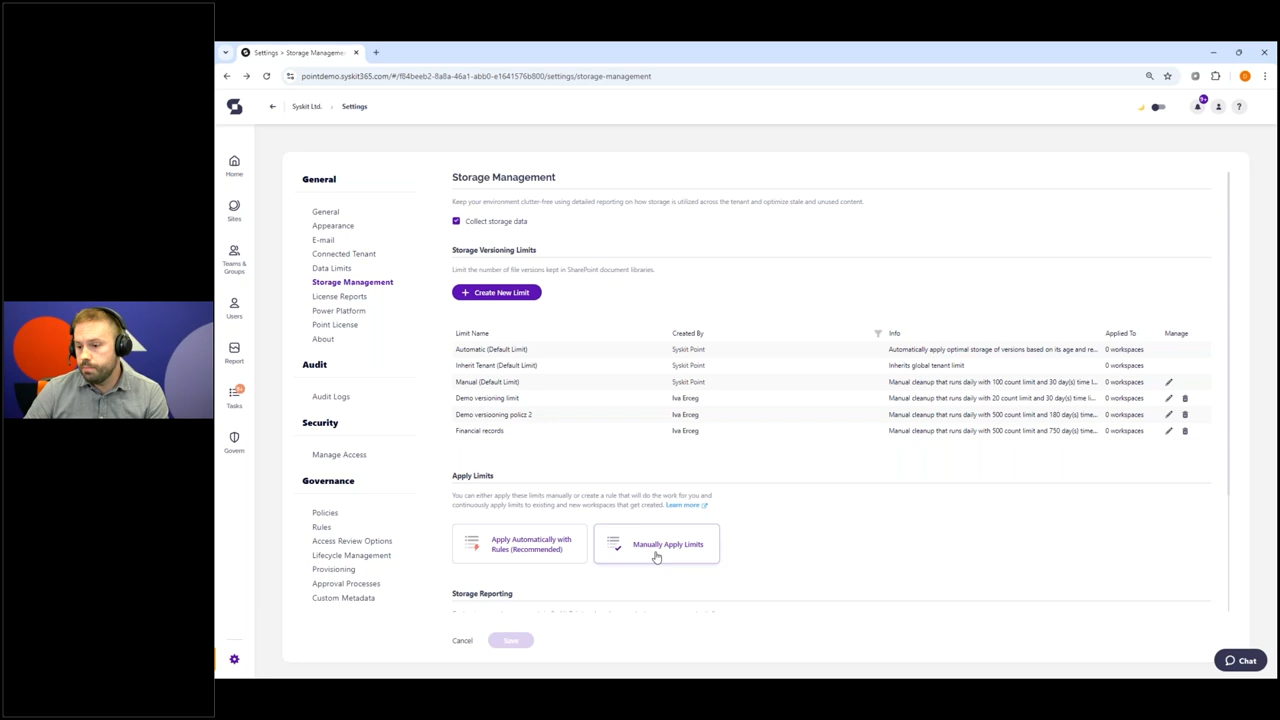 Settings > Storage Manageme
pointdemo.syskit365.com/#/f84beeb2-8a8a-46a1-abb0-e1641576b800/settings/storage-management
Syskit Ltd. › Settings
9+
Home
Sites
Teams &
Groups
Users
Report
9+
Tasks
Govern
General
General
Appearance
E-mail
Connected Tenant
Data Limits
Storage Management
License Reports
Power Platform
Point License
About
Audit
Audit Logs
Security
Manage Access
Governance
Policies
Rules
Access Review Options
Lifecycle Management
Provisioning
Approval Processes
Custom Metadata
Storage Management
Keep your environment clutter-free using detailed reporting on how storage is utilized across the tenant and optimize stale and unused content.
Collect storage data
Storage Versioning Limits
Limit the number of file versions kept in SharePoint document libraries.
+ Create New Limit
Limit Name Created By Info Applied To Manage
Automatic (Default Limit) Syskit Point Automatically apply optimal storage of versions based on its age and re... 0 workspaces
Inherit Tenant (Default Limit) Syskit Point Inherits global tenant limit 0 workspaces
Manual (Default Limit) Syskit Point Manual cleanup that runs daily with 100 count limit and 30 day(s) time l... 0 workspaces
Demo versioning limit Iva Erceg Manual cleanup that runs daily with 20 count limit and 30 day(s) time li... 0 workspaces
Demo versiooning policz 2 Iva Erceg Manual cleanup that runs daily with 500 count limit and 180 day(s) time... 0 workspaces
Financial records Iva Erceg Manual cleanup that runs daily with 500 count limit and 750 day(s) time... 0 workspaces
Apply Limits
You can either apply these limits manually or create a rule that will do the work for you and
continuously apply limits to existing and new workspaces that get created. Learn more
Apply Automatically with
Rules (Recommended)
Manually Apply Limits
Storage Reporting
Cancel Save
Chat